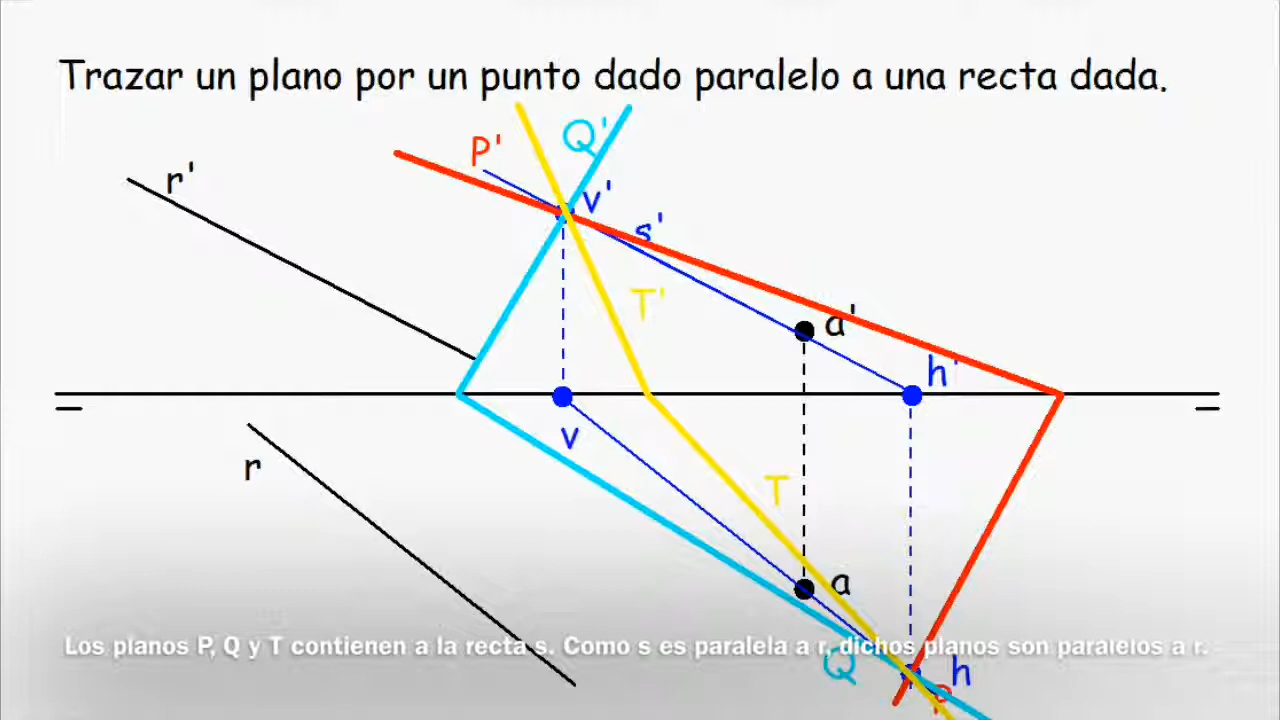 Trazar un plano por un punto dado paralelo a una recta dada.
Q'
P'
r'
v'
s'
T'
a'
h'
v
r
T
a
Los planos P, Q y T contienen a la recta s. Como s es paralela a r, dichos planos son paralelos a r.
Q
h
P